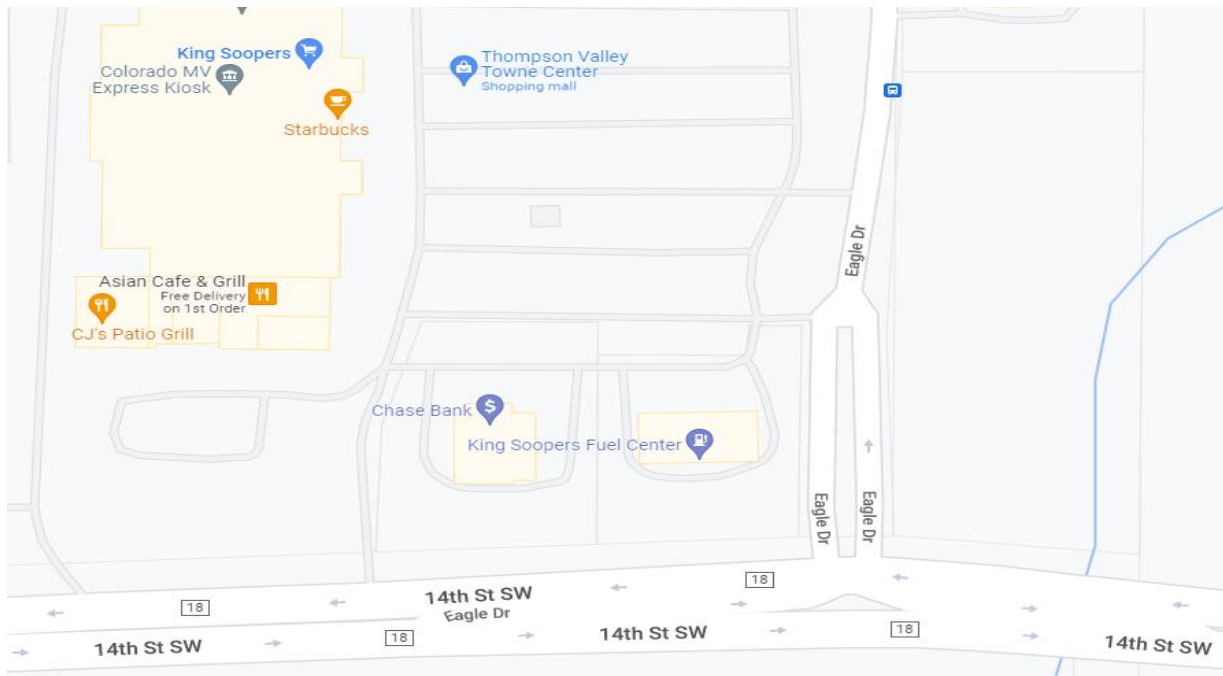 King Soopers
Colorado MV
Express Kiosk
Starbucks
Thompson Valley
Towne Center
Shopping mall
Eagle Dr
Asian Cafe & Grill
Free Delivery
on 1st Order
CJ's Patio Grill
Chase Bank
King Soopers Fuel Center
Eagle Dr
Eagle Dr
18
14th St SW
18
Eagle Dr
14th St SW
18
14th St SW
18
14th St SW